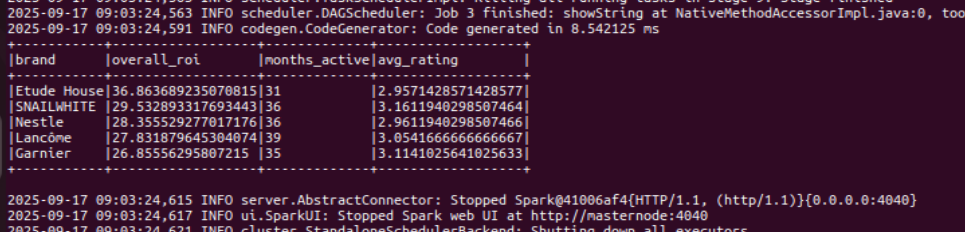 2025-09-17 09:03:24,563 INFO scheduler.DAGScheduler: Job 3 finished: showString at NativeMethodAccessorImpl.java:0, too
2025-09-17 09:03:24,591 INFO codegen.CodeGenerator: Code generated in 8.542125 ms
+-----------+------------------+-------------+------------------+
|brand      |overall_roi       |months_active|avg_rating        |
+-----------+------------------+-------------+------------------+
|Etude House|36.863689235070815|31           |2.9571428571428577|
|SNAILWHITE |29.532893317693443|36           |3.1611940298507464|
|Nestle     |28.355529277017176|36           |2.9611940298507466|
|Lancôme    |27.831879645304074|39           |3.0541666666666667|
|Garnier    |26.85556295807215 |35           |3.1141025641025633|
+-----------+------------------+-------------+------------------+
2025-09-17 09:03:24,615 INFO server.AbstractConnector: Stopped Spark@41006af4{HTTP/1.1, (http/1.1)}{0.0.0.0:4040}
2025-09-17 09:03:24,617 INFO ui.SparkUI: Stopped Spark web UI at http://masternode:4040
2025-09-17 09:03:24,621 INFO cluster.StandaloneSchedulerBackend: Shutting down all executors